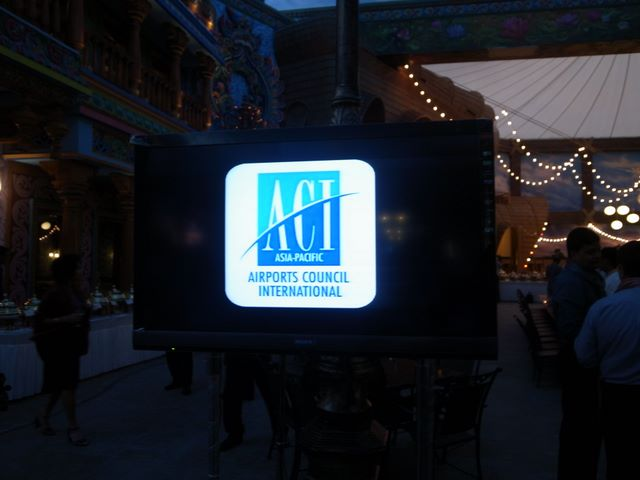 ACI
ASIA-PACIFIC
AIRPORTS COUNCIL
INTERNATIONAL